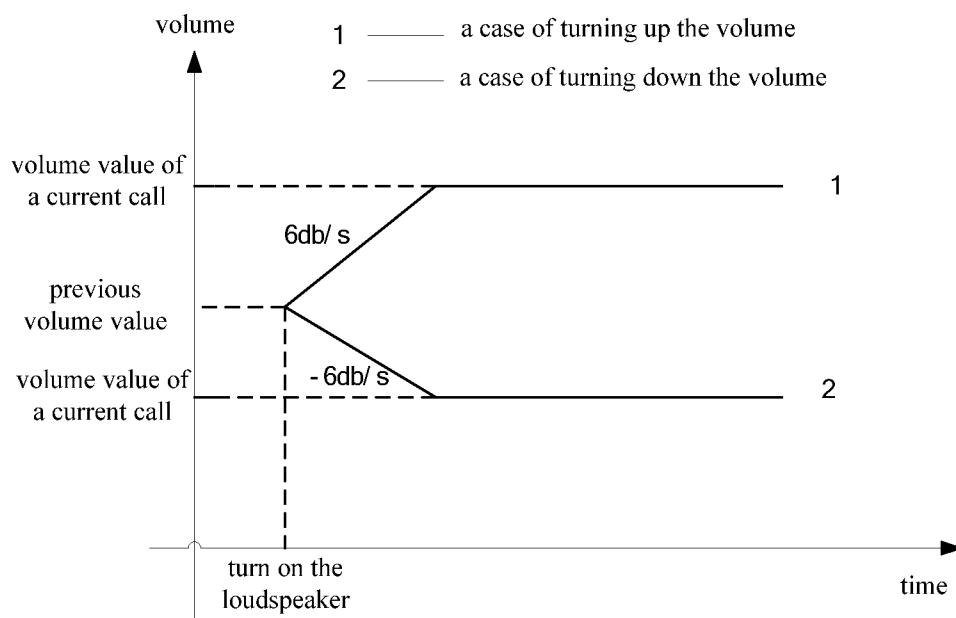 volume
1 a case of turning up the volume
2 a case of turning down the volume
volume value of
a current call
1
6db/ s
previous
volume value
-6db/ s
volume value of
a current call
2
turn on the
loudspeaker
time